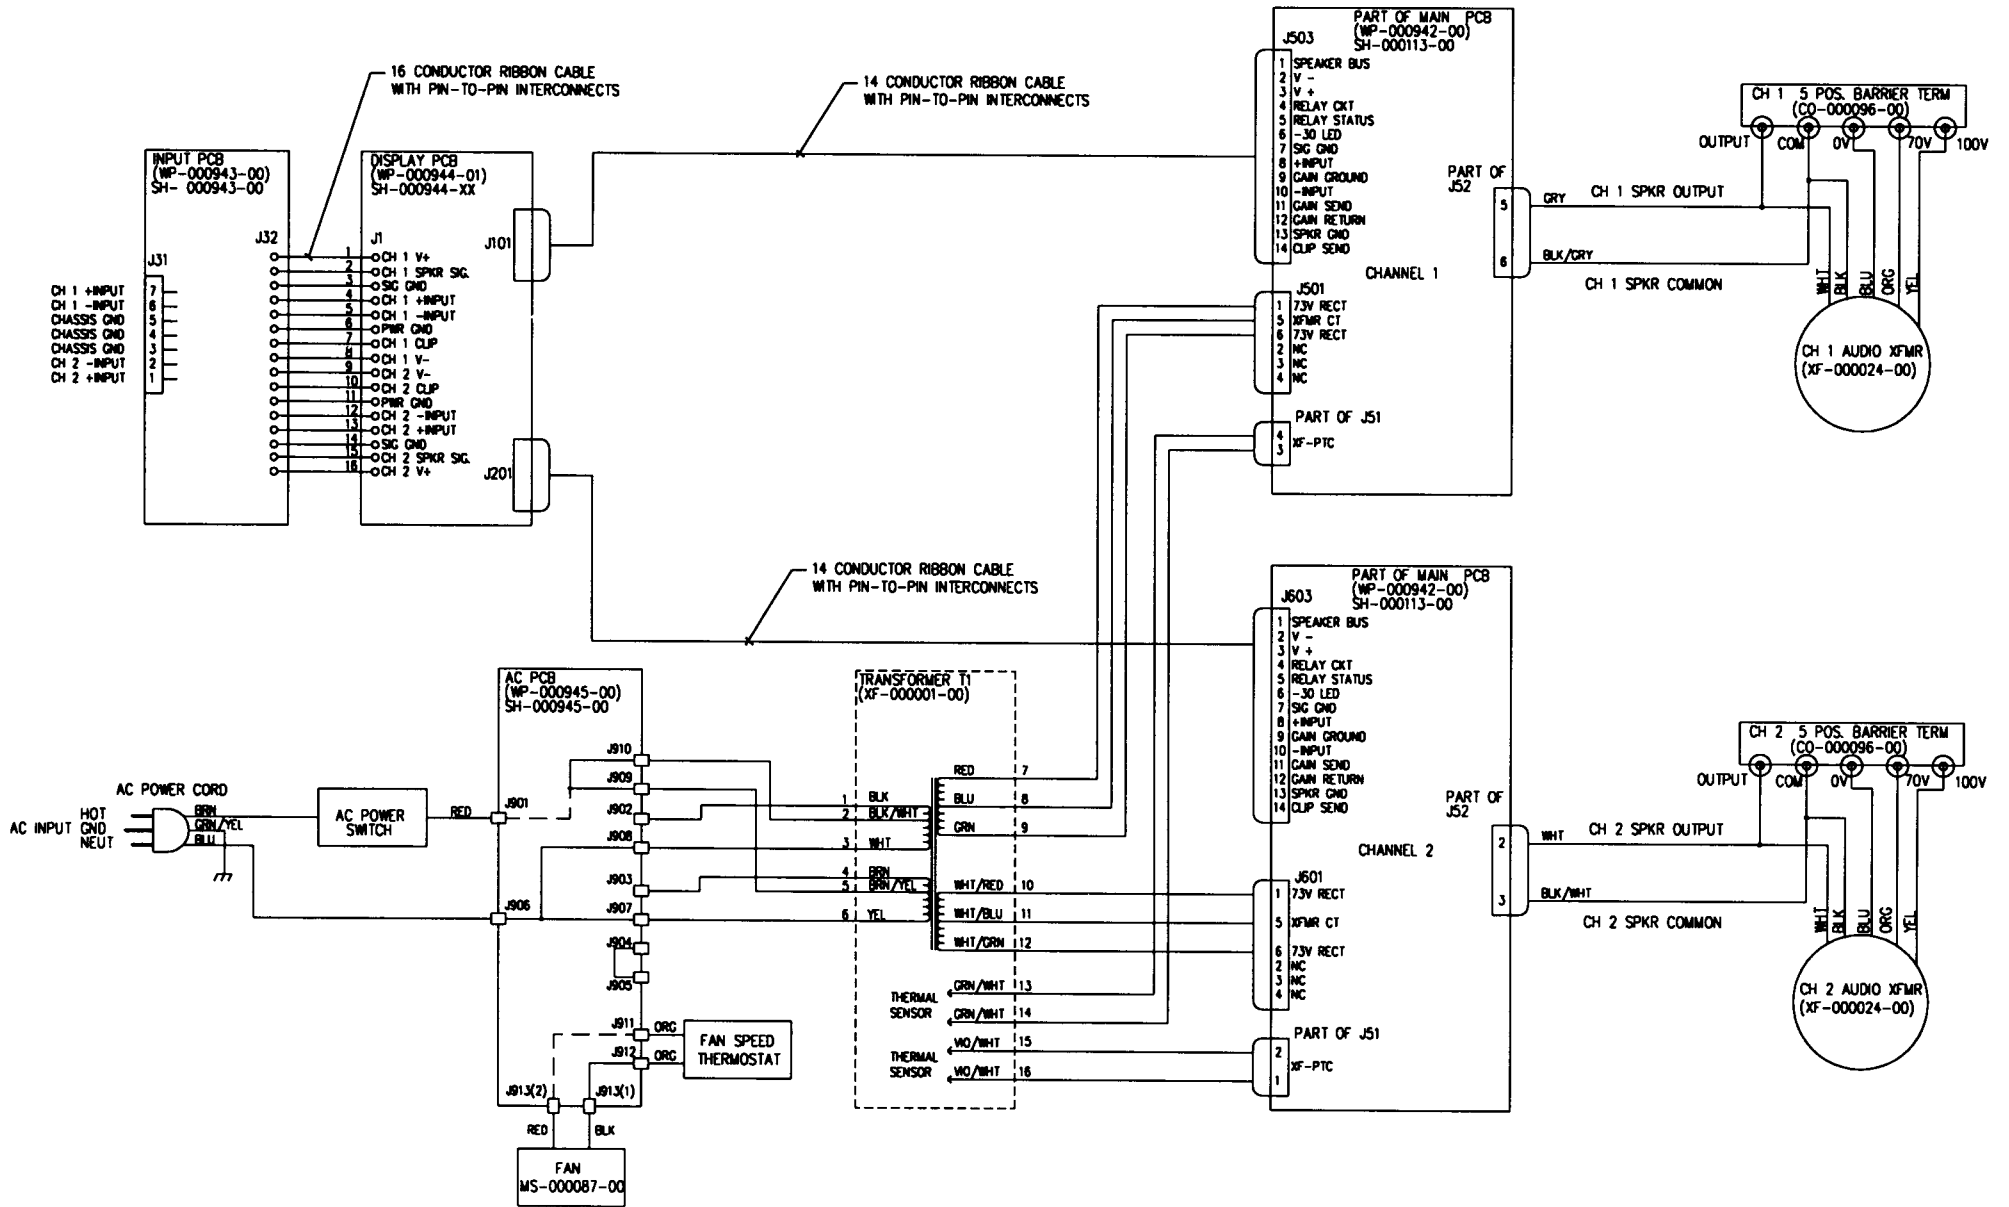 16 CONDUCTOR RIBBON CABLE
WITH PIN-TO-PIN INTERCONNECTS
14 CONDUCTOR RIBBON CABLE
WITH PIN-TO-PIN INTERCONNECTS
INPUT PCB
(WP-000943-00)
SH- 000943-00
J32
J31
CH 1 +INPUT 7
CH 1 -INPUT 6
CHASSIS GND 5
CHASSIS GND 4
CHASSIS GND 3
CH 2 -INPUT 2
CH 2 +INPUT 1
DISPLAY PCB
(WP-000944-01)
SH-000944-XX
J1
J101
J201
1 CH 1 V+
2 CH 1 SPKR SIG.
3 SIG GND
4 CH 1 +INPUT
5 CH 1 -INPUT
6 PWR GND
7 CH 1 CLIP
8 CH 1 V-
9 CH 2 V-
10 CH 2 CLIP
11 PWR GND
12 CH 2 -INPUT
13 CH 2 +INPUT
14 SIG GND
15 CH 2 SPKR SIG.
16 CH 2 V+
PART OF MAIN PCB
(WP-000942-00)
SH-000113-00
J503
1 SPEAKER BUS
2 V -
3 V +
4 RELAY CKT
5 RELAY STATUS
6 -30 LED
7 SIG GND
8 +INPUT
9 GAIN GROUND
10 -INPUT
11 GAIN SEND
12 GAIN RETURN
13 SPKR GND
14 CLIP SEND
CHANNEL 1
J501
1 73V RECT
5 XFMR CT
6 73V RECT
2 NC
3 NC
4 NC
PART OF J51
4
3
XF-PTC
PART OF
J52
5
6
GRY
CH 1 SPKR OUTPUT
BLK/GRY
CH 1 SPKR COMMON
CH 1 5 POS. BARRIER TERM
(CO-000096-00)
OUTPUT COM 0V 70V 100V
WHT BLK BLU ORG YEL
CH 1 AUDIO XFMR
(XF-000024-00)
14 CONDUCTOR RIBBON CABLE
WITH PIN-TO-PIN INTERCONNECTS
PART OF MAIN PCB
(WP-000942-00)
SH-000113-00
J603
1 SPEAKER BUS
2 V -
3 V +
4 RELAY CKT
5 RELAY STATUS
6 -30 LED
7 SIG GND
8 +INPUT
9 GAIN GROUND
10 -INPUT
11 GAIN SEND
12 GAIN RETURN
13 SPKR GND
14 CLIP SEND
CHANNEL 2
J601
1 73V RECT
5 XFMR CT
6 73V RECT
2 NC
3 NC
4 NC
PART OF J51
2
1
XF-PTC
PART OF
J52
2
3
WHT
CH 2 SPKR OUTPUT
BLK/WHT
CH 2 SPKR COMMON
CH 2 5 POS. BARRIER TERM
(CO-000096-00)
OUTPUT COM 0V 70V 100V
WHT BLK BLU ORG YEL
CH 2 AUDIO XFMR
(XF-000024-00)
AC POWER CORD
HOT
AC INPUT GND
NEUT
BRN
GRN/YEL
BLU
AC POWER
SWITCH
RED
AC PCB
(WP-000945-00)
SH-000945-00
J901
J906
J910
J909
J902
J908
J903
J907
J904
J905
J911
J912
J913(2)
J913(1)
ORG
ORG
FAN SPEED
THERMOSTAT
RED
BLK
FAN
MS-000087-00
TRANSFORMER T1
(XF-000001-00)
1 BLK
2 BLK/WHT
3 WHT
4 BRN
5 BRN/YEL
6 YEL
RED 7
BLU 8
GRN 9
WHT/RED 10
WHT/BLU 11
WHT/GRN 12
THERMAL
SENSOR
GRN/WHT 13
GRN/WHT 14
THERMAL
SENSOR
VIO/WHT 15
VIO/WHT 16